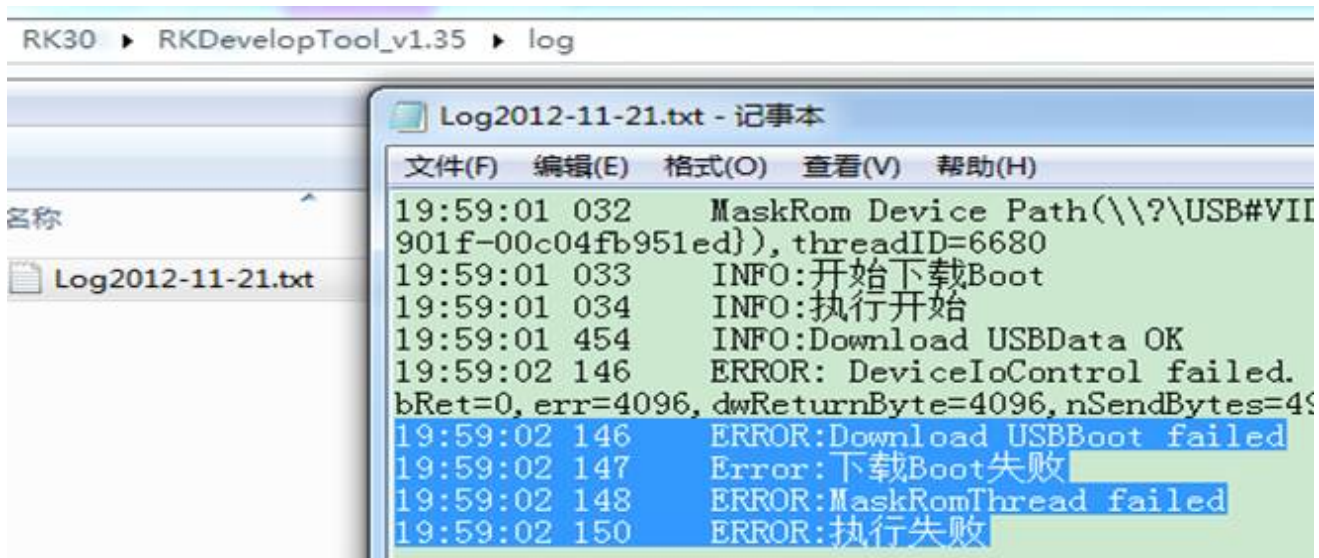 RK30 ▸ RKDevelopTool_v1.35 ▸ log
Log2012-11-21.txt - 记事本
文件(F) 编辑(E) 格式(O) 查看(V) 帮助(H)
名称
Log2012-11-21.txt
19:59:01 032 MaskRom Device Path(\\?\USB#VID
901f-00c04fb951ed}),threadID=6680
19:59:01 033 INFO:开始下载Boot
19:59:01 034 INFO:执行开始
19:59:01 454 INFO:Download USBData OK
19:59:02 146 ERROR: DeviceIoControl failed.
bRet=0,err=4096,dwReturnByte=4096,nSendBytes=49
19:59:02 146 ERROR:Download USBBoot failed
19:59:02 147 Error:下载Boot失败
19:59:02 148 ERROR:MaskRomThread failed
19:59:02 150 ERROR:执行失败